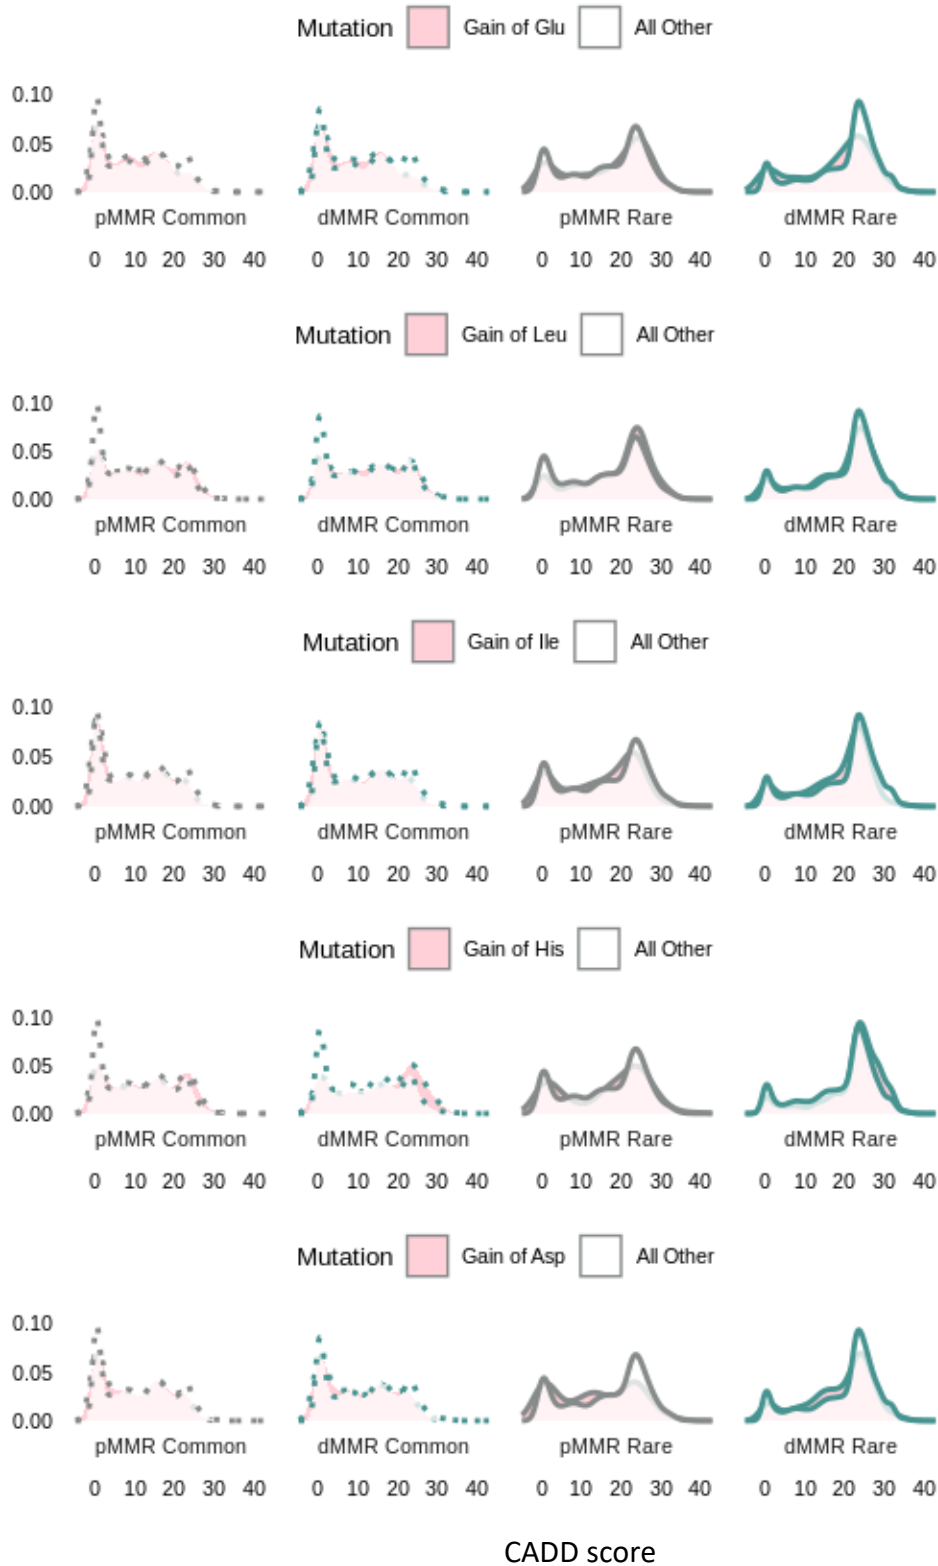 Mutation Gain of Glu All Other
0.10
0.05
0.00
pMMR Common dMMR Common pMMR Rare dMMR Rare
0 10 20 30 40 0 10 20 30 40 0 10 20 30 40 0 10 20 30 40
Mutation Gain of Leu All Other
0.10
0.05
0.00
pMMR Common dMMR Common pMMR Rare dMMR Rare
0 10 20 30 40 0 10 20 30 40 0 10 20 30 40 0 10 20 30 40
Mutation Gain of Ile All Other
0.10
0.05
0.00
pMMR Common dMMR Common pMMR Rare dMMR Rare
0 10 20 30 40 0 10 20 30 40 0 10 20 30 40 0 10 20 30 40
Mutation Gain of His All Other
0.10
0.05
0.00
pMMR Common dMMR Common pMMR Rare dMMR Rare
0 10 20 30 40 0 10 20 30 40 0 10 20 30 40 0 10 20 30 40
Mutation Gain of Asp All Other
0.10
0.05
0.00
pMMR Common dMMR Common pMMR Rare dMMR Rare
0 10 20 30 40 0 10 20 30 40 0 10 20 30 40 0 10 20 30 40
CADD score